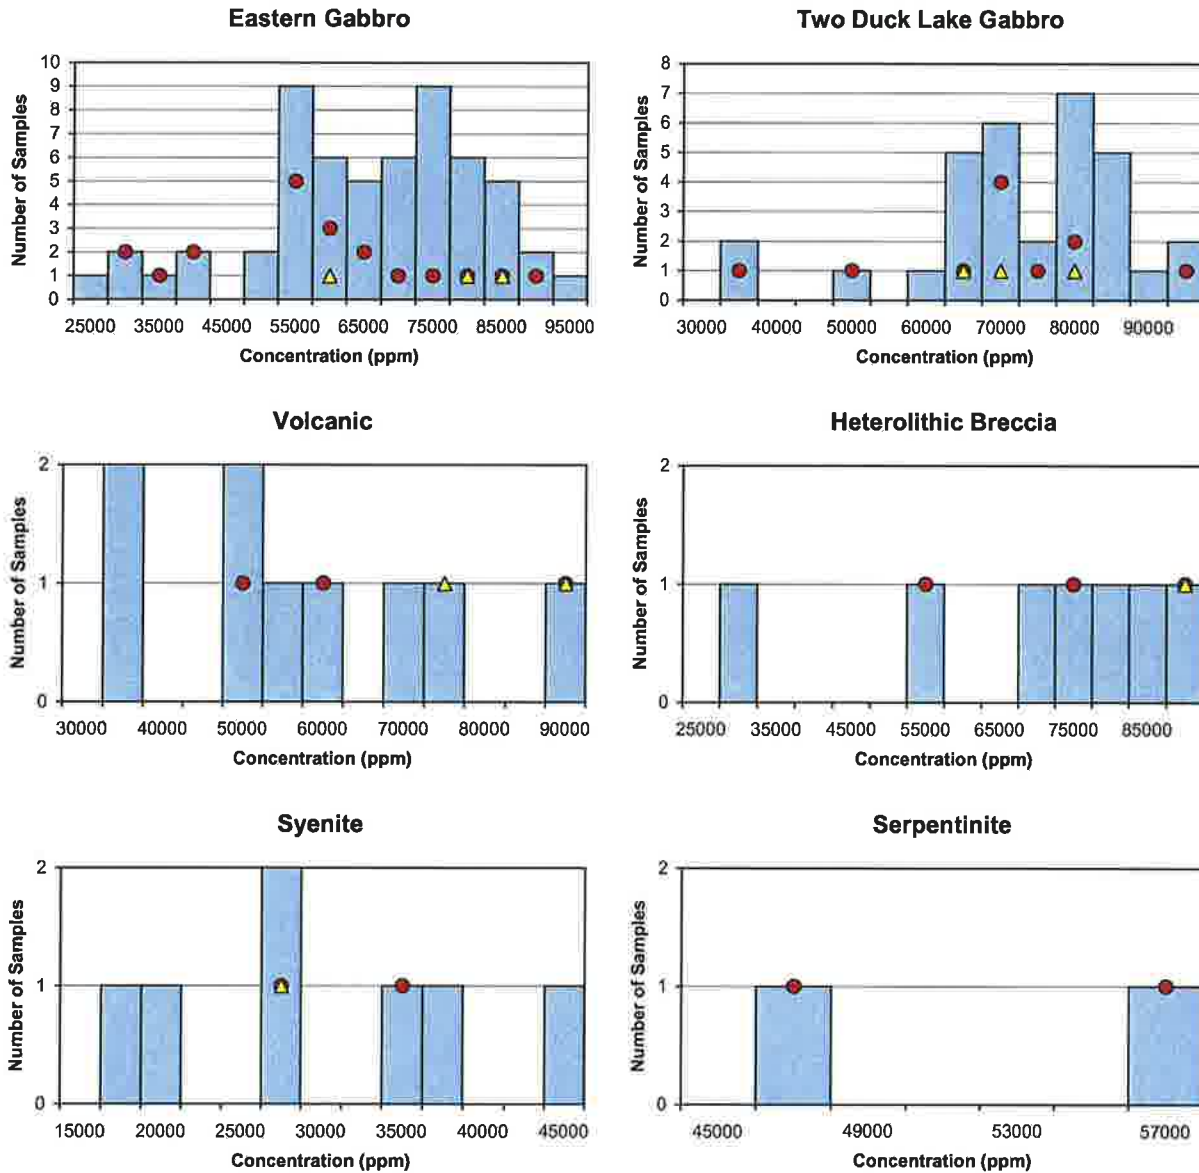 Eastern Gabbro
Number of Samples
10
9
8
7
6
5
4
3
2
1
0
25000 35000 45000 55000 65000 75000 85000 95000
Concentration (ppm)
Two Duck Lake Gabbro
Number of Samples
8
7
6
5
4
3
2
1
0
30000 40000 50000 60000 70000 80000 90000
Concentration (ppm)
Volcanic
Number of Samples
2
1
0
30000 40000 50000 60000 70000 80000 90000
Concentration (ppm)
Heterolithic Breccia
Number of Samples
2
1
0
25000 35000 45000 55000 65000 75000 85000
Concentration (ppm)
Syenite
Number of Samples
2
1
0
15000 20000 25000 30000 35000 40000 45000
Concentration (ppm)
Serpentinite
Number of Samples
2
1
0
45000 49000 53000 57000
Concentration (ppm)